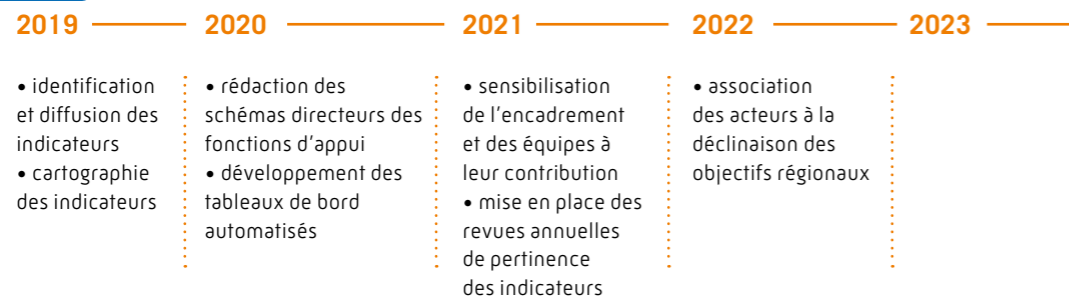 2019
2020
2021
2022
2023
• identification
et diffusion des
indicateurs
• cartographie
des indicateurs
• rédaction des
schémas directeurs des
fonctions d’appui
• développement des
tableaux de bord
automatisés
• sensibilisation
de l’encadrement
et des équipes à
leur contribution
• mise en place des
revues annuelles
de pertinence
des indicateurs
• association
des acteurs à la
déclinaison des
objectifs régionaux